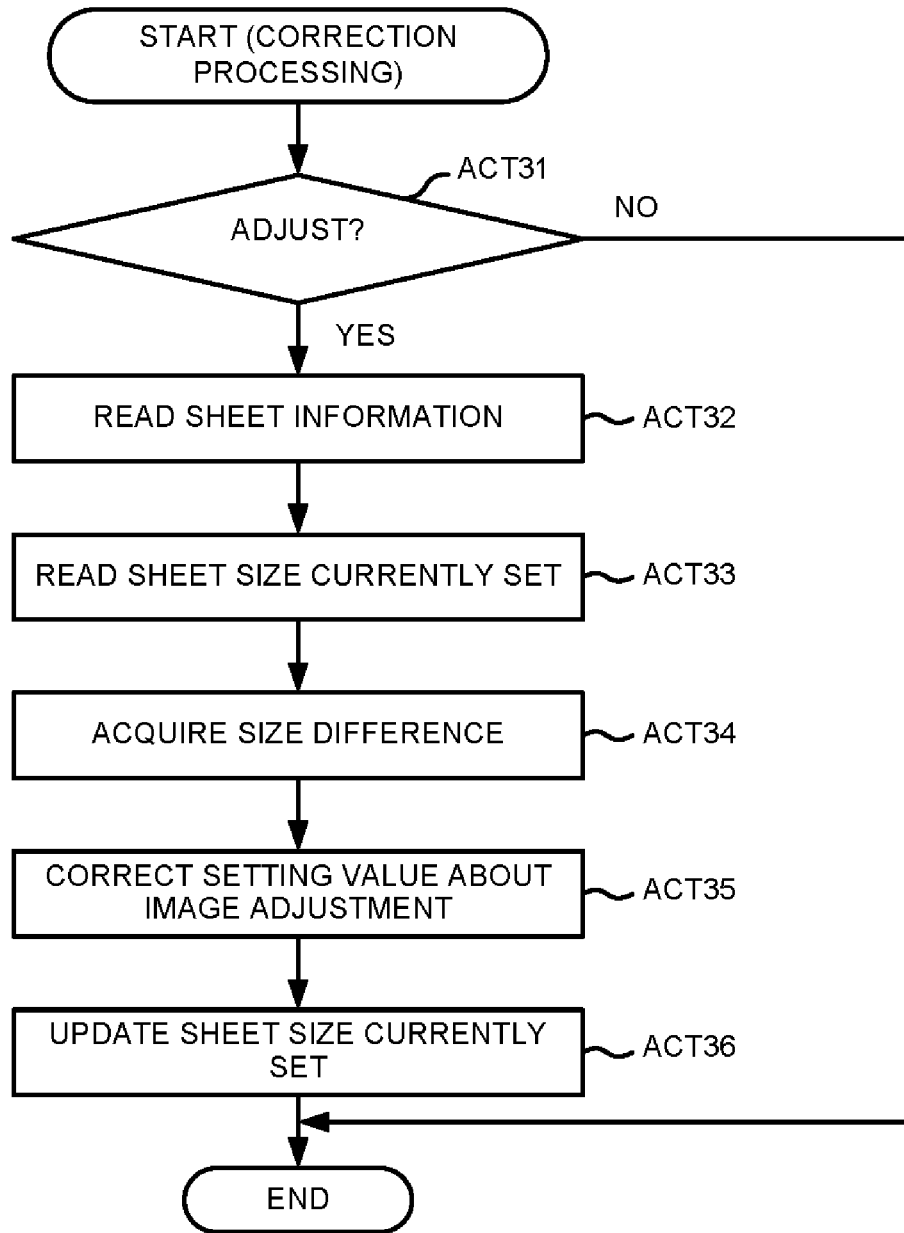 START (CORRECTION
PROCESSING)
ACT31
ADJUST?
NO
YES
READ SHEET INFORMATION
ACT32
READ SHEET SIZE CURRENTLY SET
ACT33
ACQUIRE SIZE DIFFERENCE
ACT34
CORRECT SETTING VALUE ABOUT
IMAGE ADJUSTMENT
ACT35
UPDATE SHEET SIZE CURRENTLY
SET
ACT36
END